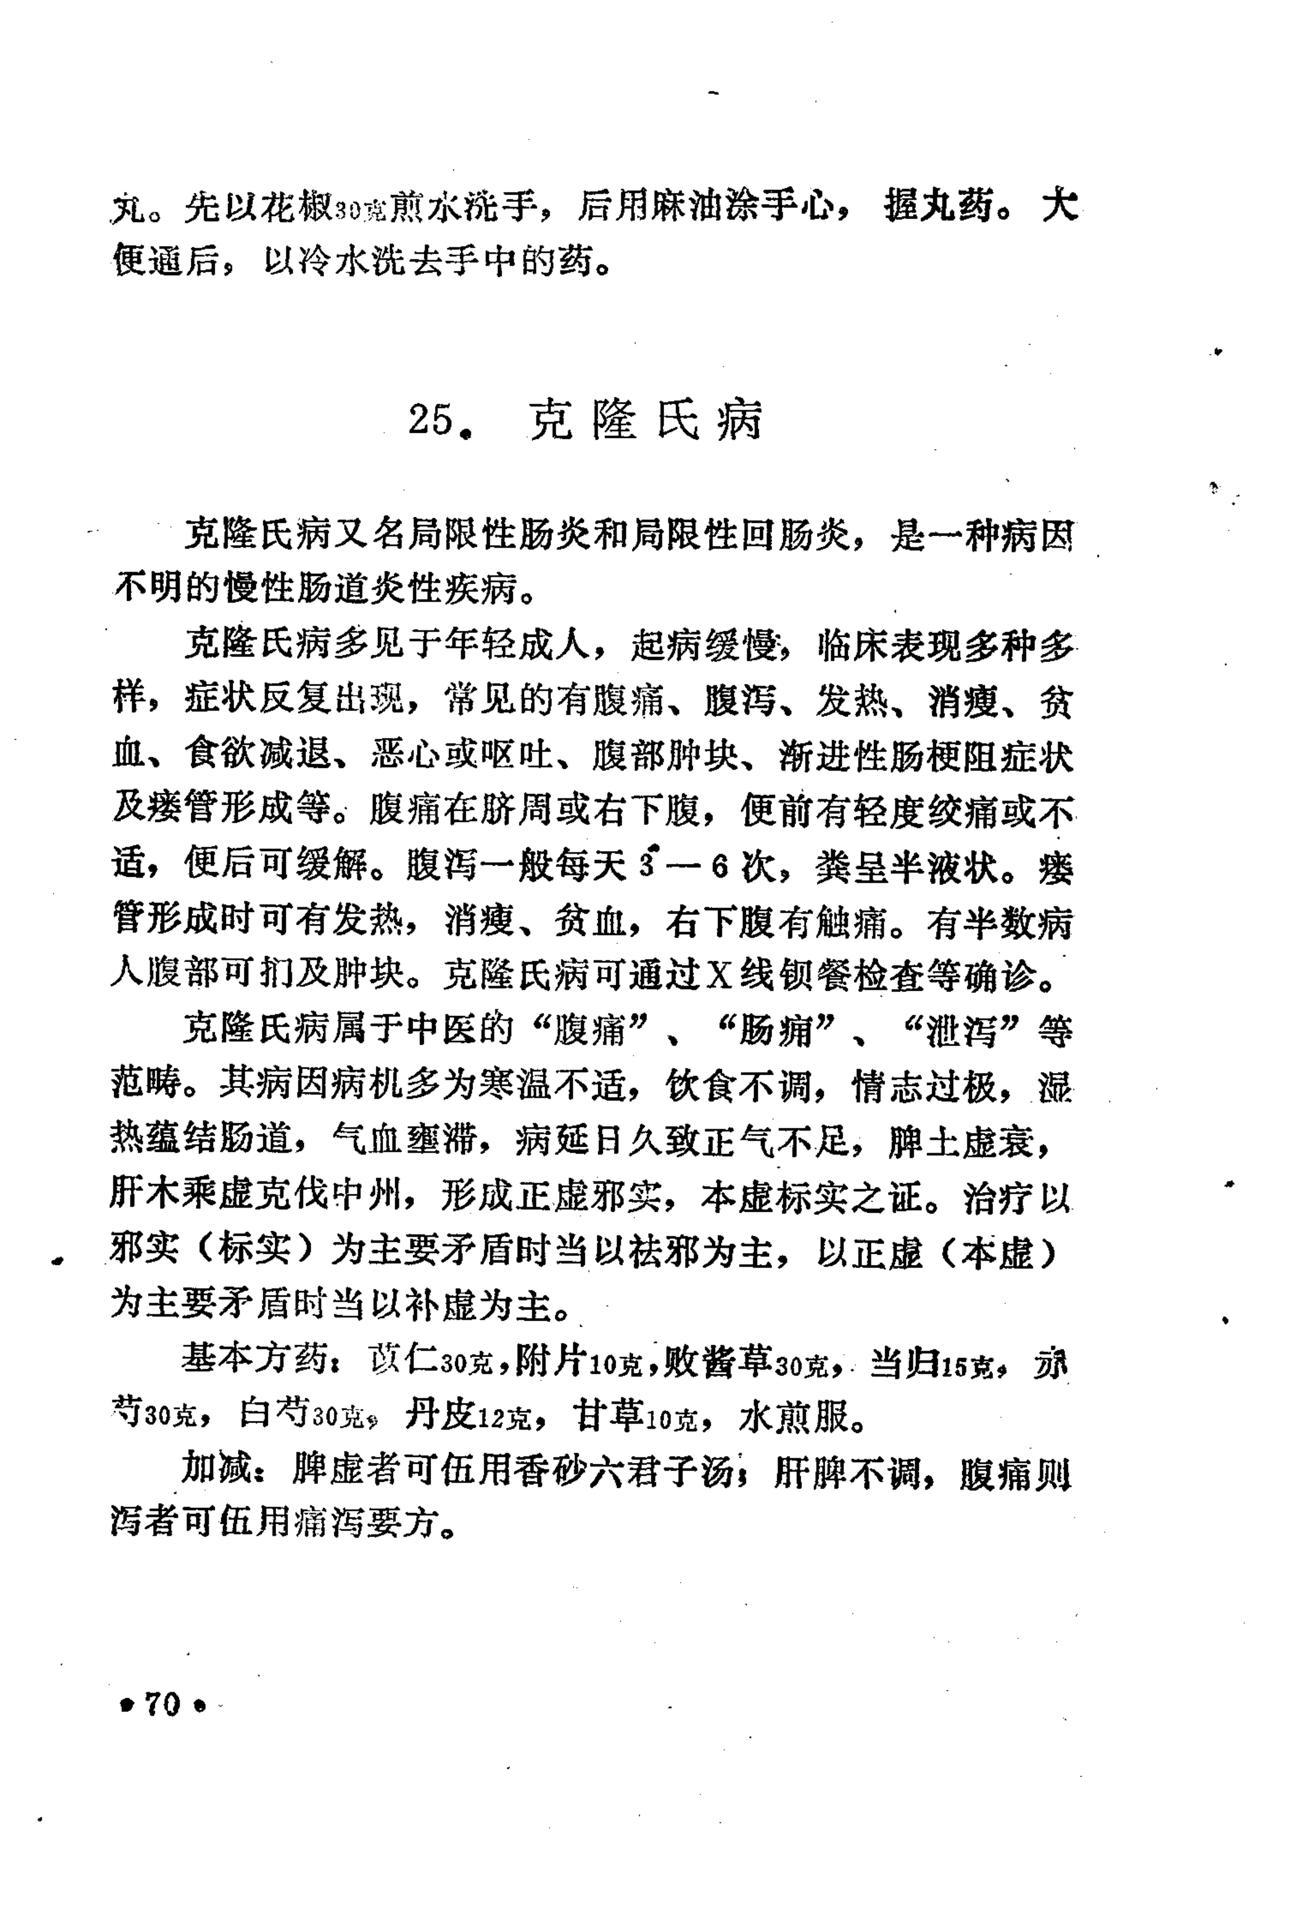 丸。先以花椒30克煎水洗手，后用麻油涂手心，握丸药。大
便通后，以冷水洗去手中的药。
25．克隆氏病
克隆氏病又名局限性肠炎和局限性回肠炎，是一种病因
不明的慢性肠道炎性疾病。
克隆氏病多见于年轻成人，起病缓慢，临床表现多种多
样，症状反复出现，常见的有腹痛、腹泻、发热、消瘦、贫
血、食欲减退、恶心或呕吐、腹部肿块、渐进性肠梗阻症状
及瘘管形成等。腹痛在脐周或右下腹，便前有轻度绞痛或不
适，便后可缓解。腹泻一般每天3—6次，粪呈半液状。瘘
管形成时可有发热，消瘦、贫血，右下腹有触痛。有半数病
人腹部可扪及肿块。克隆氏病可通过X线钡餐检查等确诊。
克隆氏病属于中医的“腹痛”、“肠痈”、“泄泻”等
范畴。其病因病机多为寒温不适，饮食不调，情志过极，湿
热蕴结肠道，气血壅滞，病延日久致正气不足，脾土虚衰，
肝木乘虚克伐中州，形成正虚邪实，本虚标实之证。治疗以
邪实（标实）为主要矛盾时当以祛邪为主，以正虚（本虚）
为主要矛盾时当以补虚为主。
基本方药：苡仁30克，附片10克，败酱草30克，当归15克，赤
芍30克，白芍30克，丹皮12克，甘草10克，水煎服。
加减：脾虚者可伍用香砂六君子汤；肝脾不调，腹痛则
泻者可伍用痛泻要方。
•70•